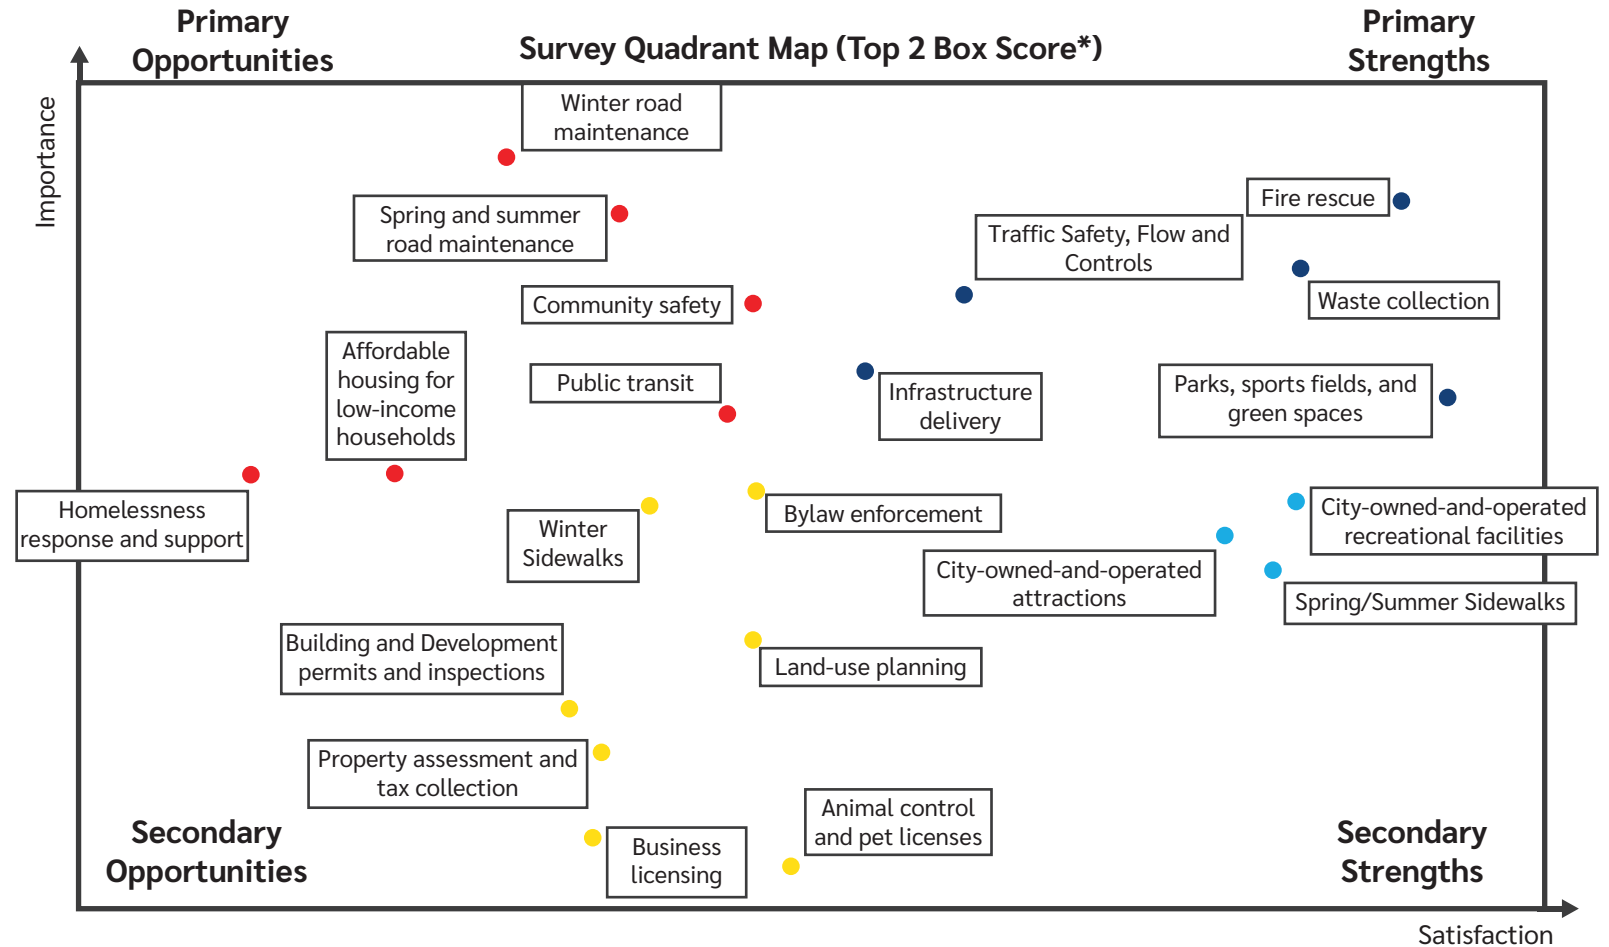 Primary
Opportunities
Survey Quadrant Map (Top 2 Box Score*)
Primary
Strengths
Importance
Winter road
maintenance
Spring and summer
road maintenance
Fire rescue
Traffic Safety, Flow and
Controls
Community safety
Waste collection
Affordable
housing for
low-income
households
Public transit
Infrastructure
delivery
Parks, sports fields, and
green spaces
Homelessness
response and support
Winter
Sidewalks
Bylaw enforcement
City-owned-and-operated
recreational facilities
City-owned-and-operated
attractions
Spring/Summer Sidewalks
Building and Development
permits and inspections
Land-use planning
Property assessment and
tax collection
Animal control
and pet licenses
Business
licensing
Secondary
Opportunities
Secondary
Strengths
Satisfaction